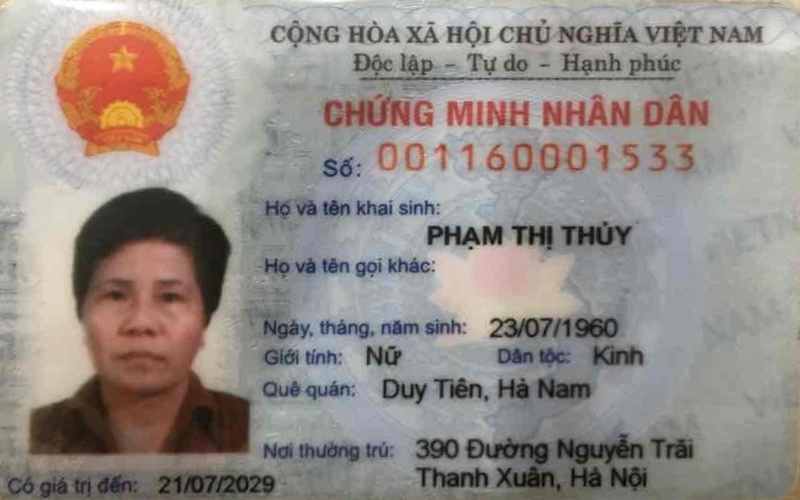 CỘNG HÒA XÃ HỘI CHỦ NGHĨA VIỆT NAM
Độc lập - Tự do - Hạnh phúc
CHỨNG MINH NHÂN DÂN
Số: 001160001533
Họ và tên khai sinh:
PHẠM THỊ THỦY
Họ và tên gọi khác:
Ngày, tháng, năm sinh: 23/07/1960
Giới tính: Nữ Dân tộc: Kinh
Quê quán: Duy Tiên, Hà Nam
Nơi thường trú: 390 Đường Nguyễn Trãi
Thanh Xuân, Hà Nội
Có giá trị đến: 21/07/2029